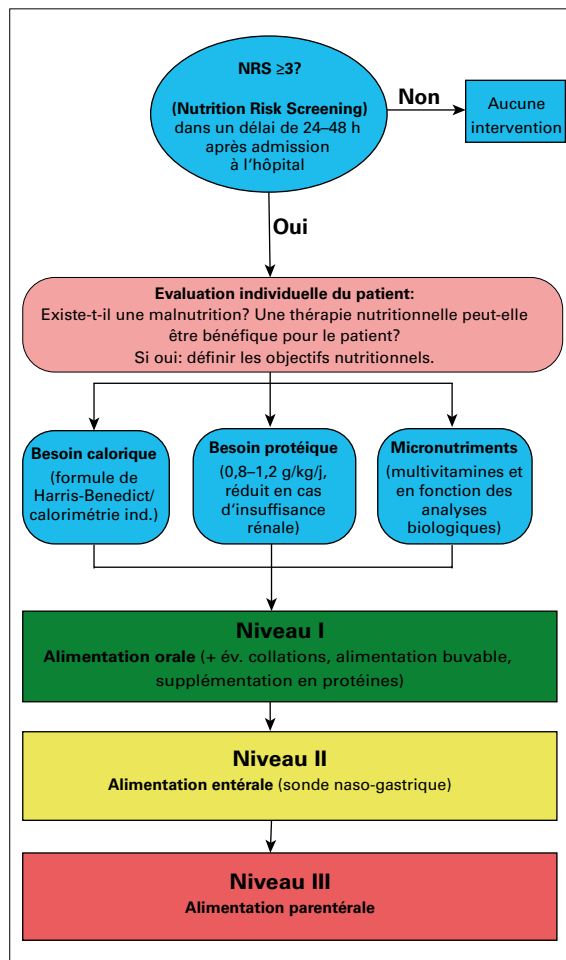 NRS ≥3?
(Nutrition Risk Screening)
dans un délai de 24–48 h
après admission
à l'hôpital
Non
Aucune
intervention
Oui
Evaluation individuelle du patient:
Existe-t-il une malnutrition? Une thérapie nutritionnelle peut-elle
être bénéfique pour le patient?
Si oui: définir les objectifs nutritionnels.
Besoin calorique
(formule de
Harris-Benedict/
calorimétrie ind.)
Besoin protéique
(0,8–1,2 g/kg/j,
réduit en cas
d'insuffisance
rénale)
Micronutriments
(multivitamines et
en fonction des
analyses
biologiques)
Niveau I
Alimentation orale (+ év. collations, alimentation buvable,
supplémentation en protéines)
Niveau II
Alimentation entérale (sonde naso-gastrique)
Niveau III
Alimentation parentérale